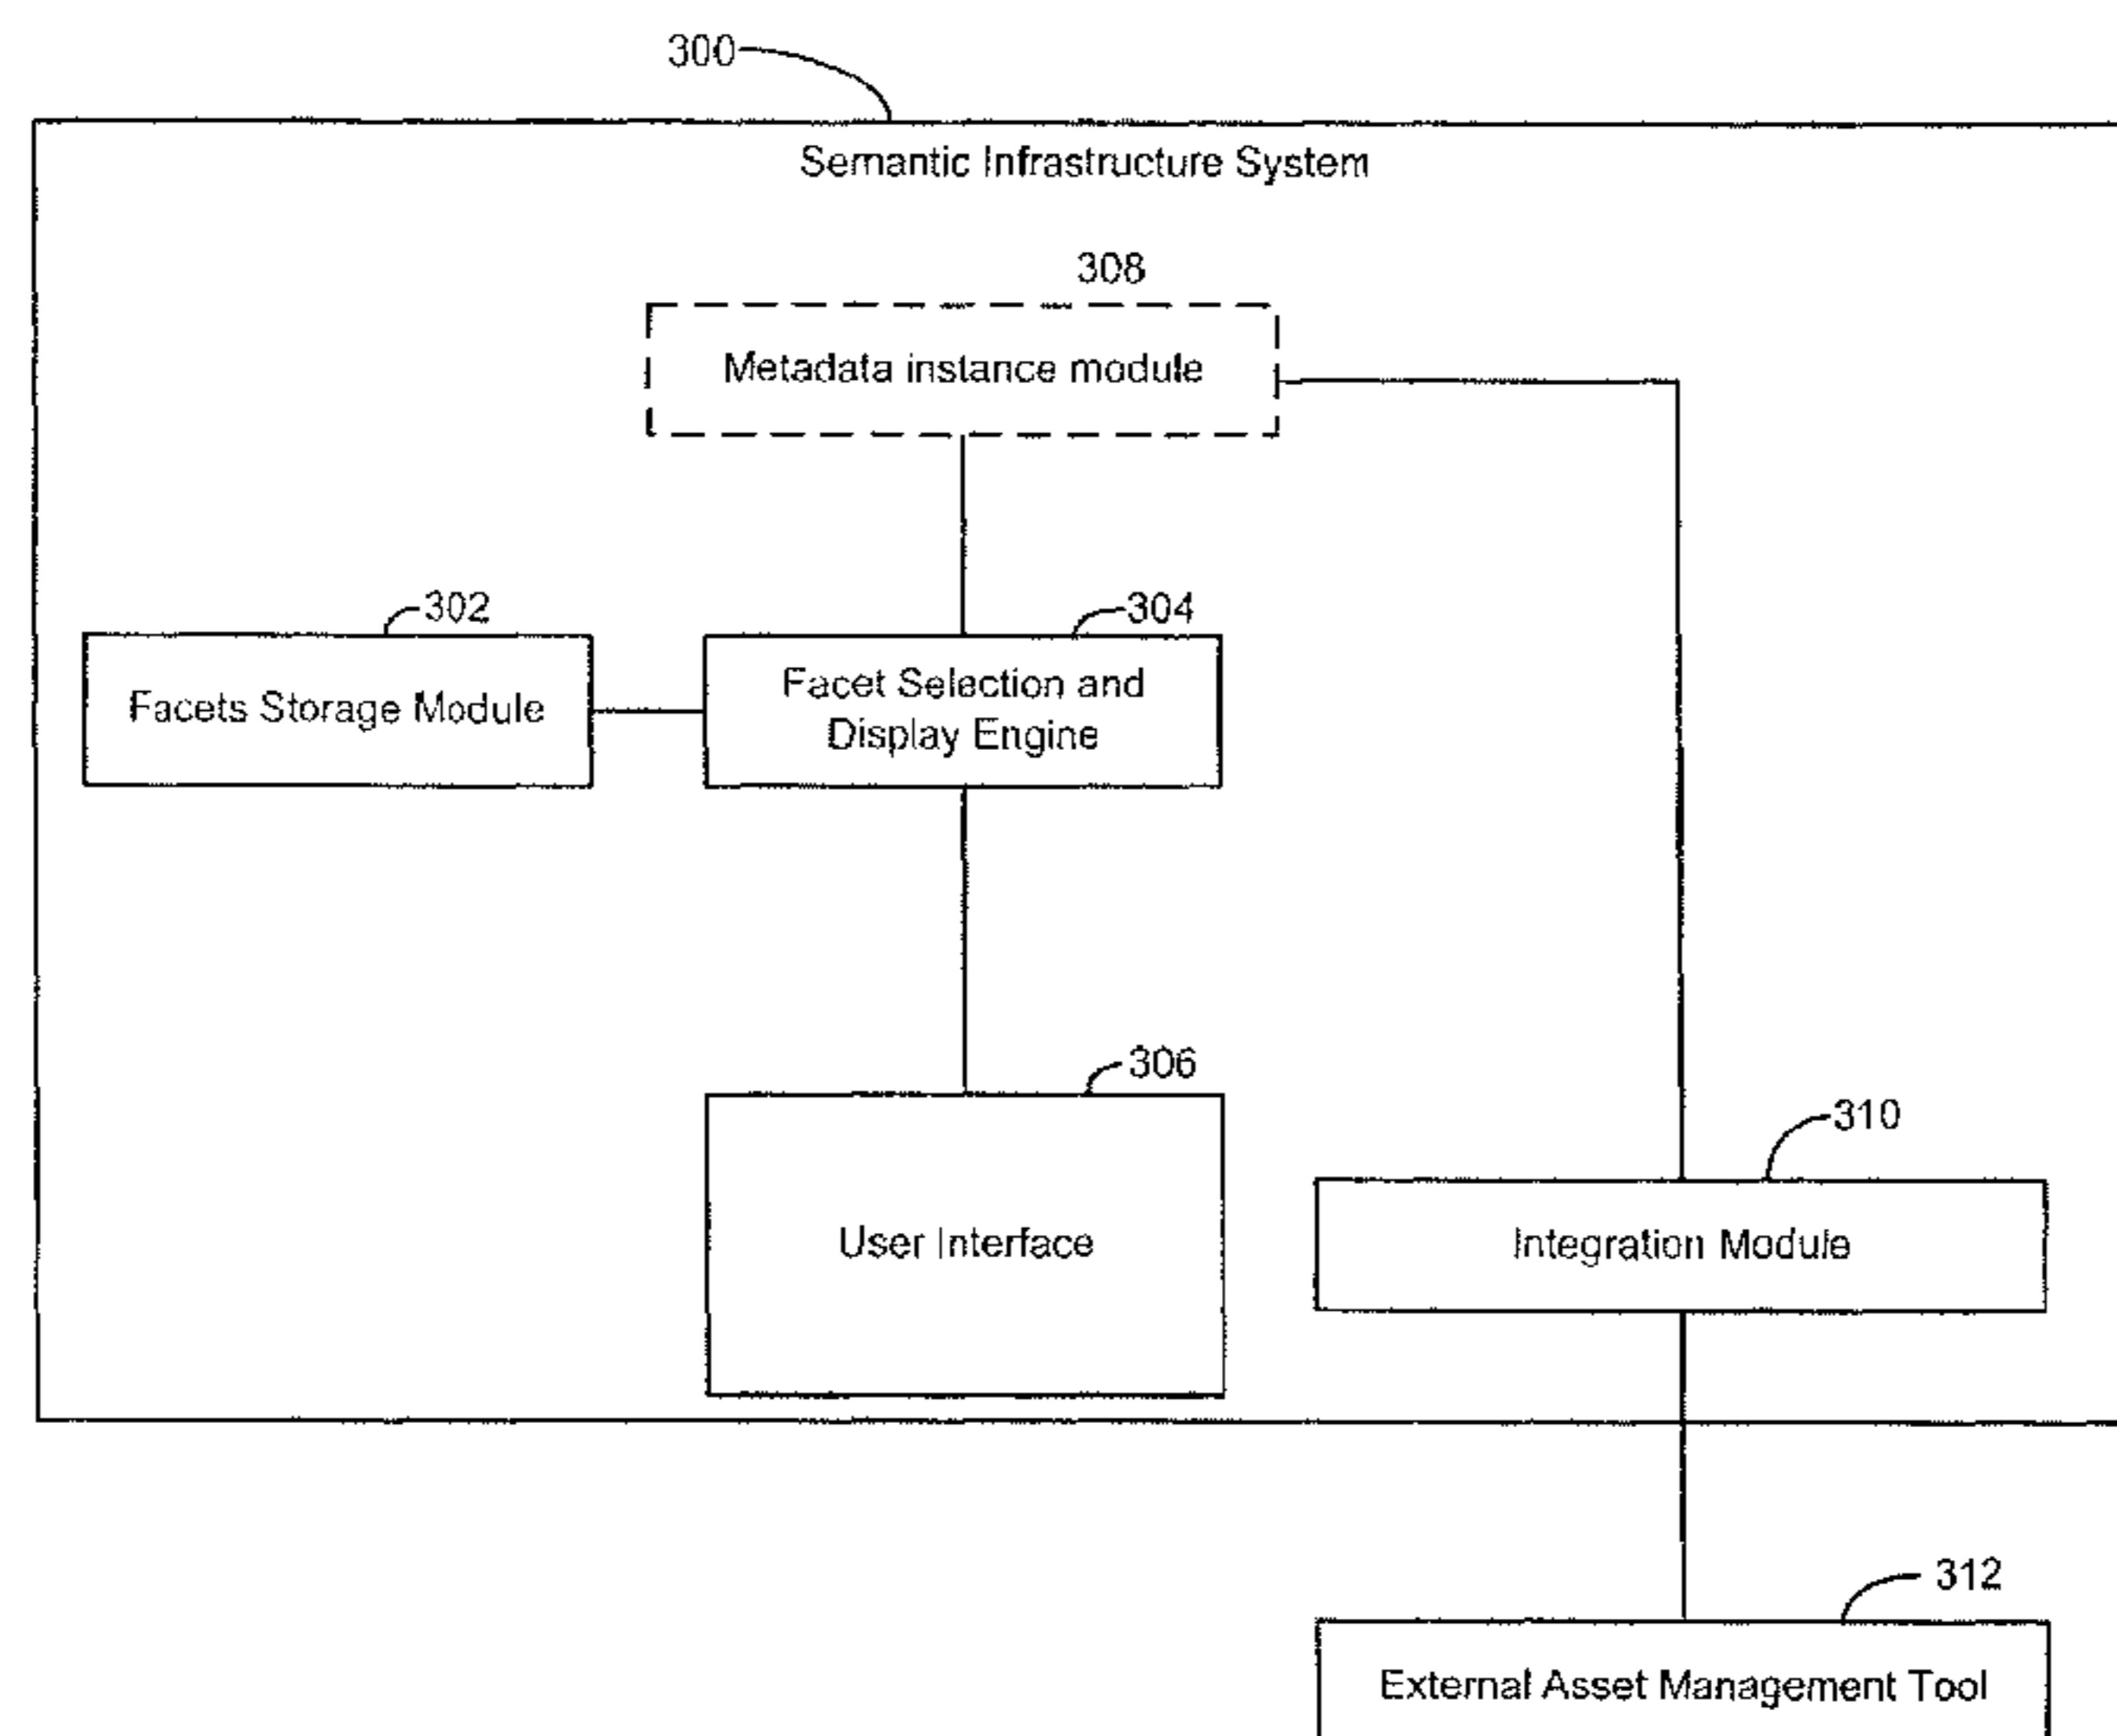 300
Semantic Infrastructure System
308
Metadata instance module
302
304
Facets Storage Module
Facet Selection and
Display Engine
306
310
User Interface
Integration Module
312
External Asset Management Tool